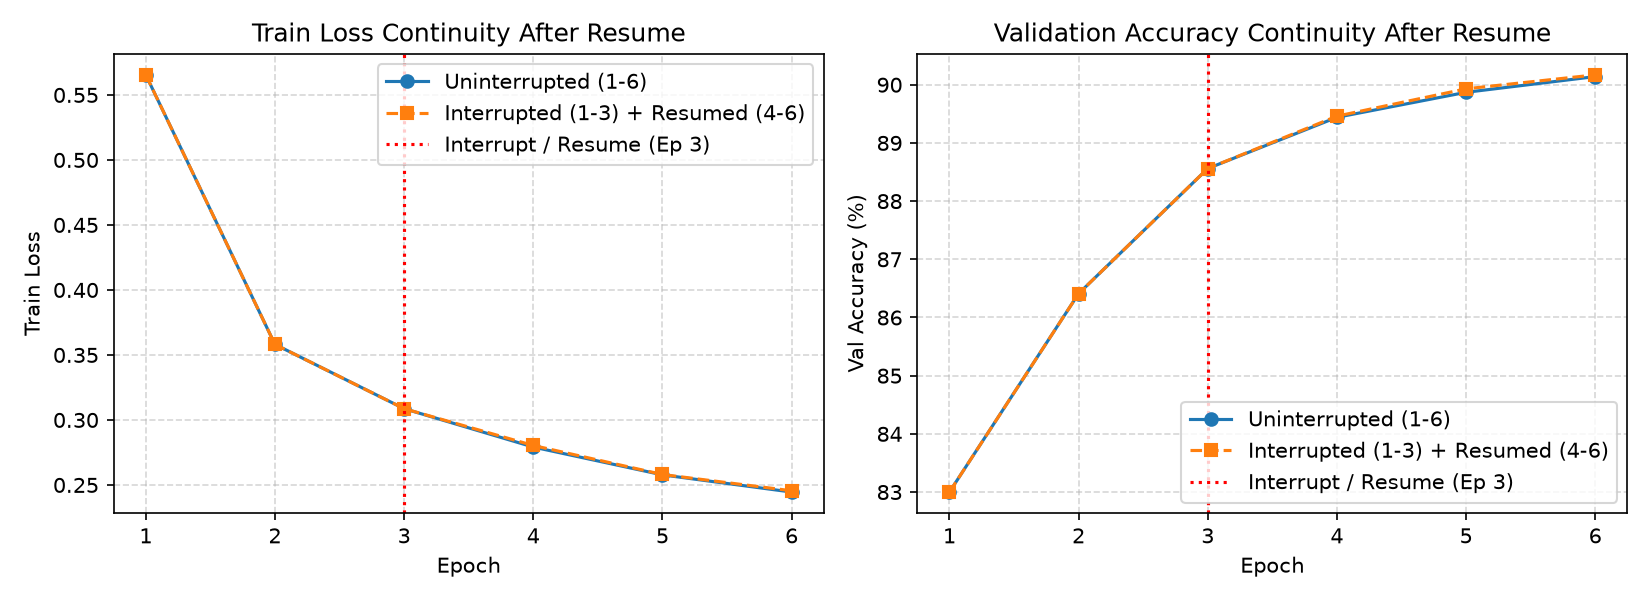 Train Loss Continuity After Resume
Train Loss
0.55
0.50
0.45
0.40
0.35
0.30
0.25
Uninterrupted (1-6)
Interrupted (1-3) + Resumed (4-6)
Interrupt / Resume (Ep 3)
1 2 3 4 5 6
Epoch
Validation Accuracy Continuity After Resume
Val Accuracy (%)
90
89
88
87
86
85
84
83
Uninterrupted (1-6)
Interrupted (1-3) + Resumed (4-6)
Interrupt / Resume (Ep 3)
1 2 3 4 5 6
Epoch